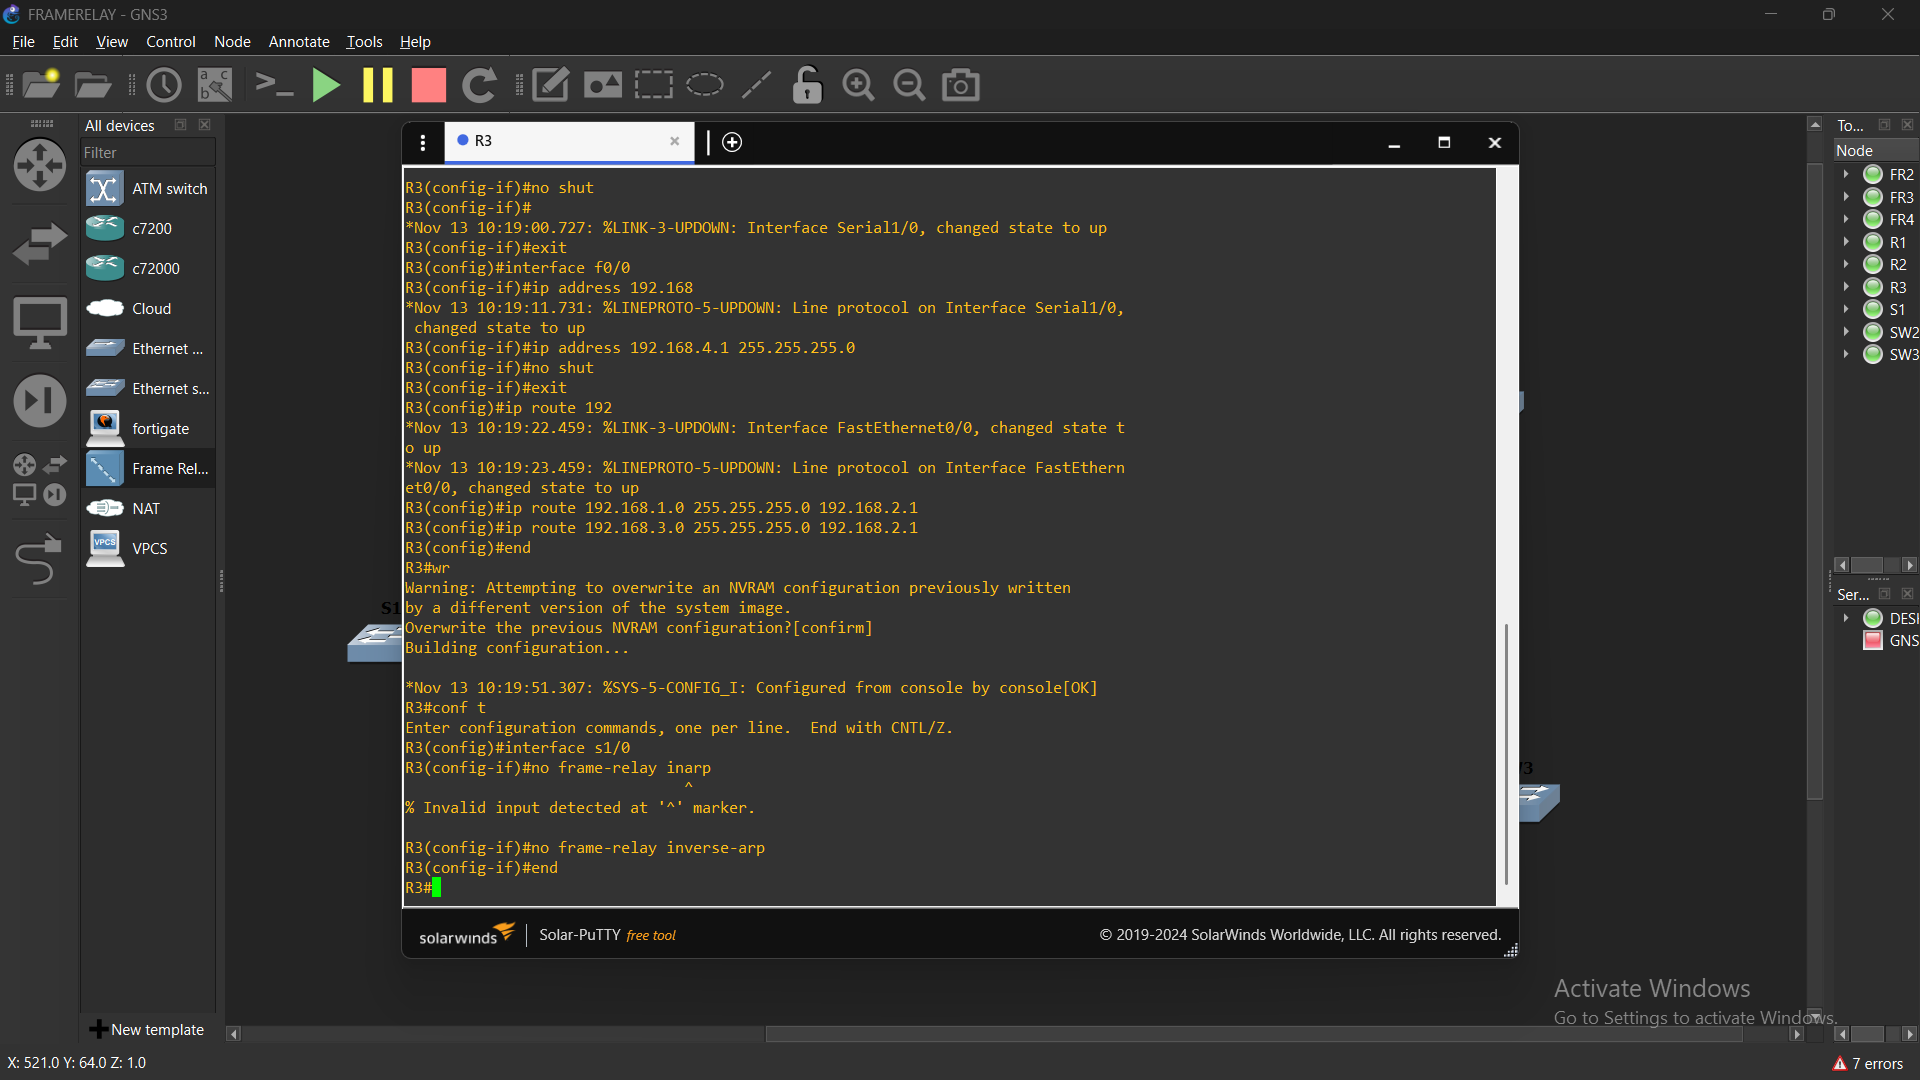 FRAMERELAY - GNS3
File Edit View Control Node Annotate Tools Help
All devices
Filter
ATM switch
c7200
c72000
Cloud
Ethernet ...
Ethernet s...
fortigate
Frame Rel...
NAT
VPCS
New template
S1
R3
R3(config-if)#no shut
R3(config-if)#
*Nov 13 10:19:00.727: %LINK-3-UPDOWN: Interface Serial1/0, changed state to up
R3(config-if)#exit
R3(config)#interface f0/0
R3(config-if)#ip address 192.168
*Nov 13 10:19:11.731: %LINEPROTO-5-UPDOWN: Line protocol on Interface Serial1/0,
changed state to up
R3(config-if)#ip address 192.168.4.1 255.255.255.0
R3(config-if)#no shut
R3(config-if)#exit
R3(config)#ip route 192
*Nov 13 10:19:22.459: %LINK-3-UPDOWN: Interface FastEthernet0/0, changed state t
o up
*Nov 13 10:19:23.459: %LINEPROTO-5-UPDOWN: Line protocol on Interface FastEthern
et0/0, changed state to up
R3(config)#ip route 192.168.1.0 255.255.255.0 192.168.2.1
R3(config)#ip route 192.168.3.0 255.255.255.0 192.168.2.1
R3(config)#end
R3#wr
Warning: Attempting to overwrite an NVRAM configuration previously written
by a different version of the system image.
Overwrite the previous NVRAM configuration?[confirm]
Building configuration...
*Nov 13 10:19:51.307: %SYS-5-CONFIG_I: Configured from console by console[OK]
R3#conf t
Enter configuration commands, one per line.  End with CNTL/Z.
R3(config)#interface s1/0
R3(config-if)#no frame-relay inarp
^
% Invalid input detected at '^' marker.
R3(config-if)#no frame-relay inverse-arp
R3(config-if)#end
R3#
solarwinds
Solar-PuTTY free tool
© 2019-2024 SolarWinds Worldwide, LLC. All rights reserved.
To...
Node
FR2
FR3
FR4
R1
R2
R3
S1
SW2
SW3
Ser...
DESI
GNS
Activate Windows
Go to Settings to activate Windows.
X: 521.0 Y: 64.0 Z: 1.0
7 errors